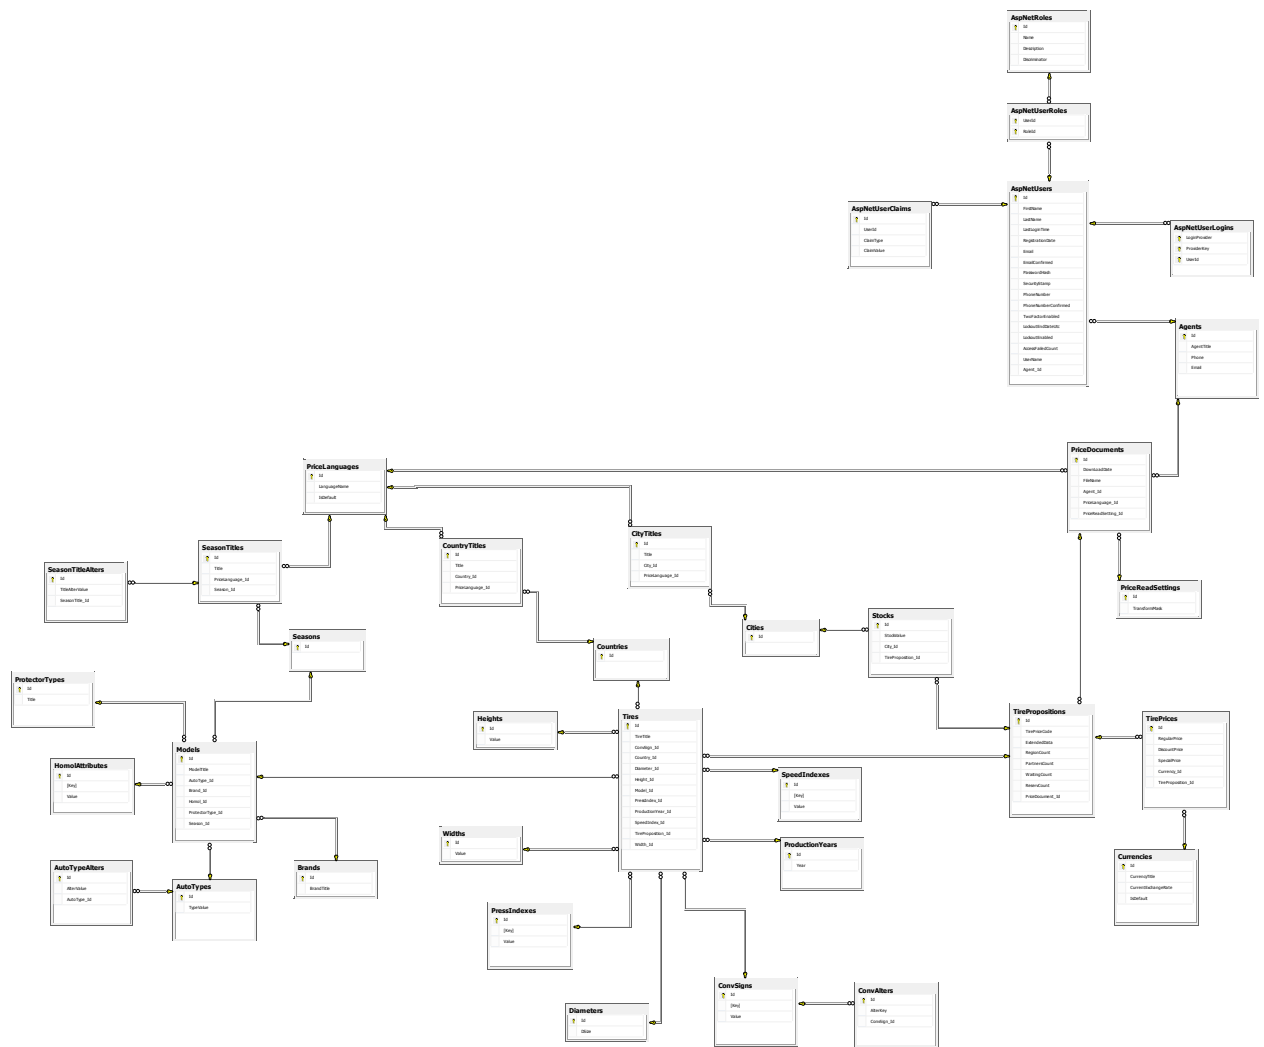 AspNetRoles
Id
Name
Description
Discriminator
AspNetUserRoles
UserId
RoleId
AspNetUsers
Id
FirstName
LastName
LastLoginTime
RegistrationDate
Email
EmailConfirmed
PasswordHash
SecurityStamp
PhoneNumber
PhoneNumberConfirmed
TwoFactorEnabled
LockoutEndDateUtc
LockoutEnabled
AccessFailedCount
UserName
Agent_Id
AspNetUserClaims
Id
UserId
ClaimType
ClaimValue
AspNetUserLogins
LoginProvider
ProviderKey
UserId
Agents
Id
AgentTitle
Phone
Email
PriceDocuments
Id
DownloadDate
FileName
Agent_Id
PriceLanguage_Id
PriceReadSetting_Id
PriceLanguages
Id
LanguageName
IsDefault
CityTitles
Id
Title
City_Id
PriceLanguage_Id
CountryTitles
Id
Title
Country_Id
PriceLanguage_Id
SeasonTitles
Id
Title
PriceLanguage_Id
Season_Id
SeasonTitleAlters
Id
TitleAlterValue
SeasonTitle_Id
PriceReadSettings
Id
TransformMask
Stocks
Id
StockValue
City_Id
TireProposition_Id
Cities
Id
Seasons
Id
Countries
Id
ProtectorTypes
Id
Title
TirePropositions
Id
TirePriceCode
ExtendedData
RegionCount
PartnersCount
WaitingCount
ReservCount
PriceDocument_Id
TirePrices
Id
RegularPrice
DiscountPrice
SpecialPrice
Currency_Id
TireProposition_Id
Heights
Id
Value
Tires
Id
TireTitle
ConvSign_Id
Country_Id
Diameter_Id
Height_Id
Model_Id
PressIndex_Id
ProductionYear_Id
SpeedIndex_Id
TireProposition_Id
Width_Id
Models
Id
ModelTitle
AutoType_Id
Brand_Id
Homol_Id
ProtectorType_Id
Season_Id
HomolAttributes
Id
[Key]
Value
SpeedIndexes
Id
[Key]
Value
Widths
Id
Value
ProductionYears
Id
Year
Currencies
Id
CurrencyTitle
CurrentExchangeRate
IsDefault
AutoTypeAlters
Id
AlterValue
AutoType_Id
AutoTypes
Id
TypeValue
Brands
Id
BrandTitle
PressIndexes
Id
[Key]
Value
ConvSigns
Id
[Key]
Value
ConvAlters
Id
AlterKey
ConvSign_Id
Diameters
Id